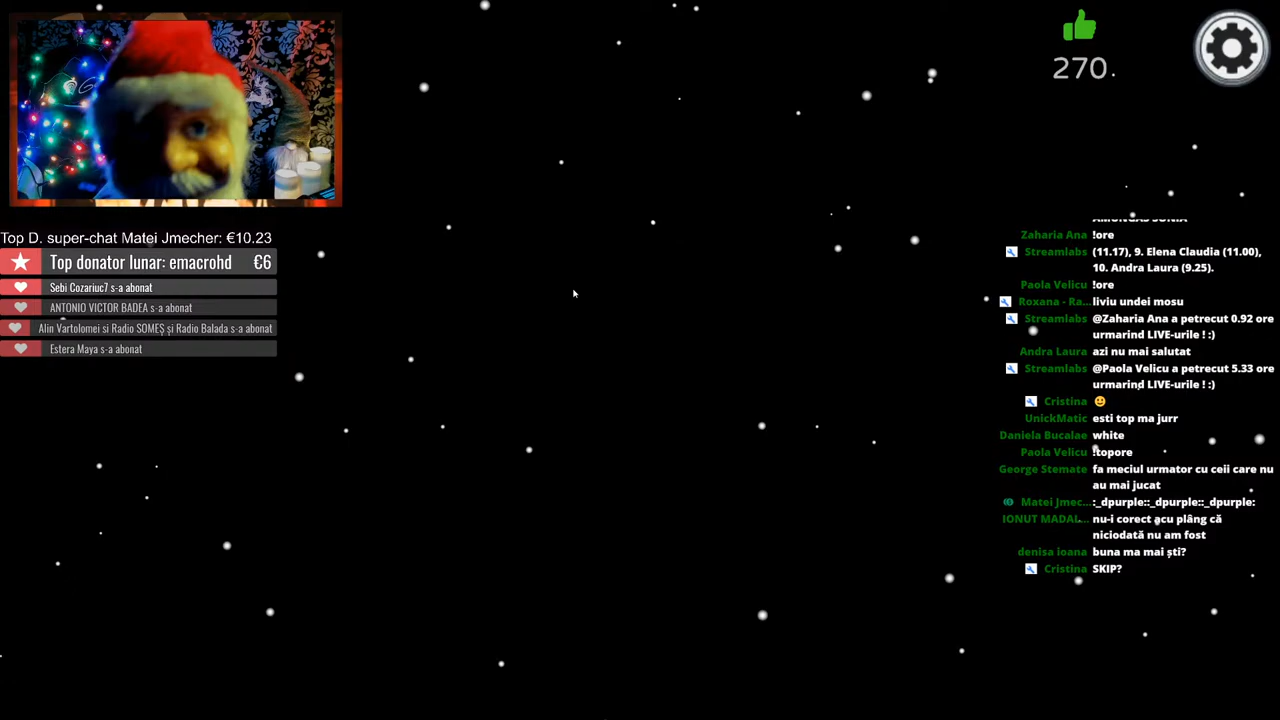 270
Top D. super-chat Matei Jmecher: €10.23
Top donator lunar: emacrohd €6
Sebi Cozariuc7 s-a abonat
ANTONIO VICTOR BADEA s-a abonat
Alin Vartolomei si Radio SOMEȘ și Radio Balada s-a abonat
Estera Maya s-a abonat
Zaharia Ana !ore
Streamlabs (11.17), 9. Elena Claudia (11.00),
10. Andra Laura (9.25).
Paola Velicu !ore
Roxana - Ra... liviu undei mosu
Streamlabs @Zaharia Ana a petrecut 0.92 ore
urmarind LIVE-urile ! :)
Andra Laura azi nu mai salutat
Streamlabs @Paola Velicu a petrecut 5.33 ore
urmarind LIVE-urile ! :)
Cristina 🙂
UnickMatic esti top ma jurr
Daniela Bucalae white
Paola Velicu !topore
George Stemate fa meciul urmator cu ceii care nu
au mai jucat
Matei Jmec... :_dpurple::_dpurple::_dpurple:
IONUT MADAL... nu-i corect acu plâng că
niciodată nu am fost
denisa ioana buna ma mai ști?
Cristina SKIP?